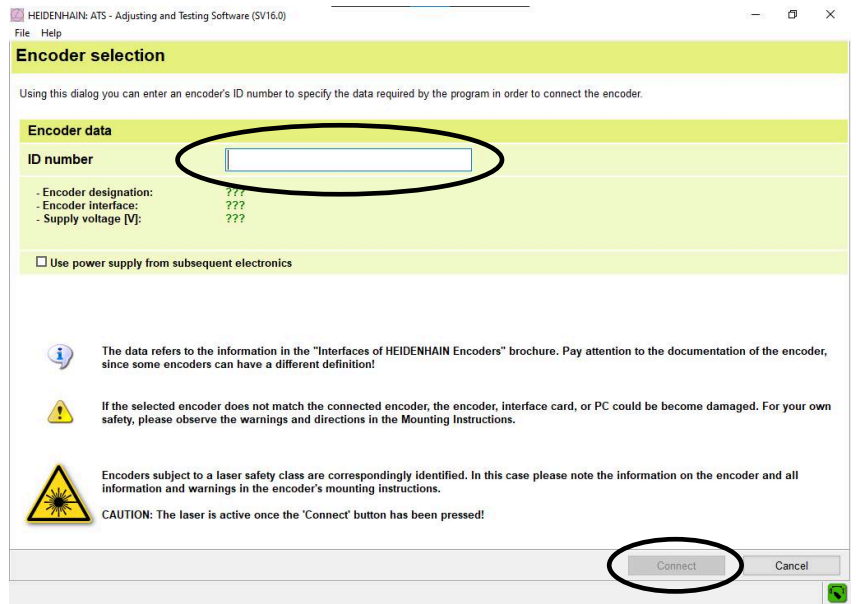 HEIDENHAIN: ATS - Adjusting and Testing Software (SV16.0)
File Help
Encoder selection
Using this dialog you can enter an encoder's ID number to specify the data required by the program in order to connect the encoder.
Encoder data
ID number
- Encoder designation: ???
- Encoder interface: ???
- Supply voltage [V]: ???
Use power supply from subsequent electronics
The data refers to the information in the "Interfaces of HEIDENHAIN Encoders" brochure. Pay attention to the documentation of the encoder,
since some encoders can have a different definition!
If the selected encoder does not match the connected encoder, the encoder, interface card, or PC could be become damaged. For your own
safety, please observe the warnings and directions in the Mounting Instructions.
Encoders subject to a laser safety class are correspondingly identified. In this case please note the information on the encoder and all
information and warnings in the encoder's mounting instructions.
CAUTION: The laser is active once the 'Connect' button has been pressed!
Connect Cancel